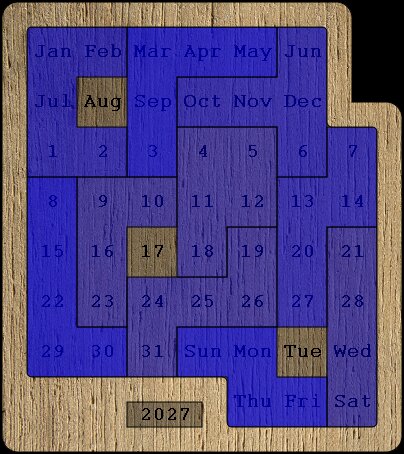 Jan Feb Mar Apr May Jun
Jul Aug Sep Oct Nov Dec
1 2 3 4 5 6 7
8 9 10 11 12 13 14
15 16 17 18 19 20 21
22 23 24 25 26 27 28
29 30 31 Sun Mon Tue Wed
Thu Fri Sat
2027